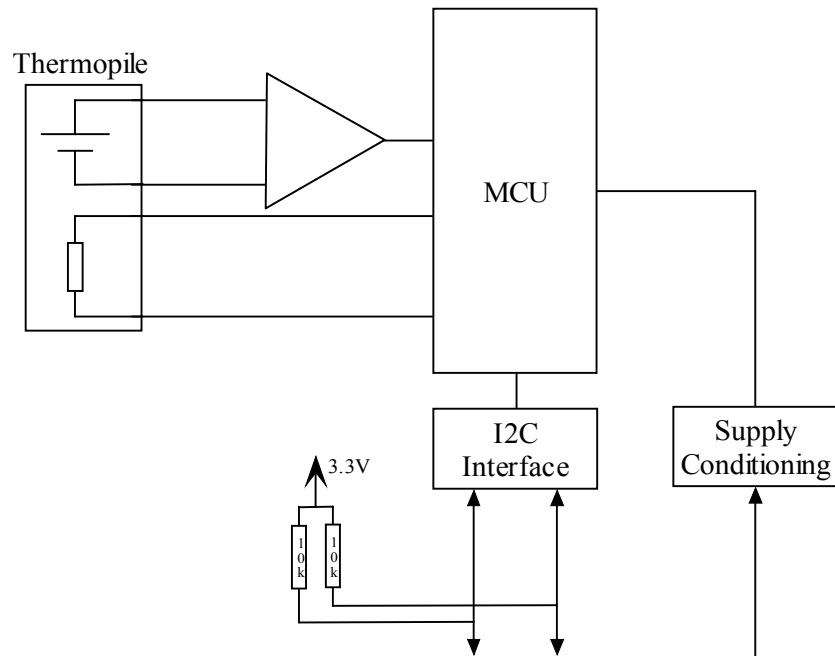 Thermopile
MCU
I2C
Interface
Supply
Conditioning
3.3V
10k
10k